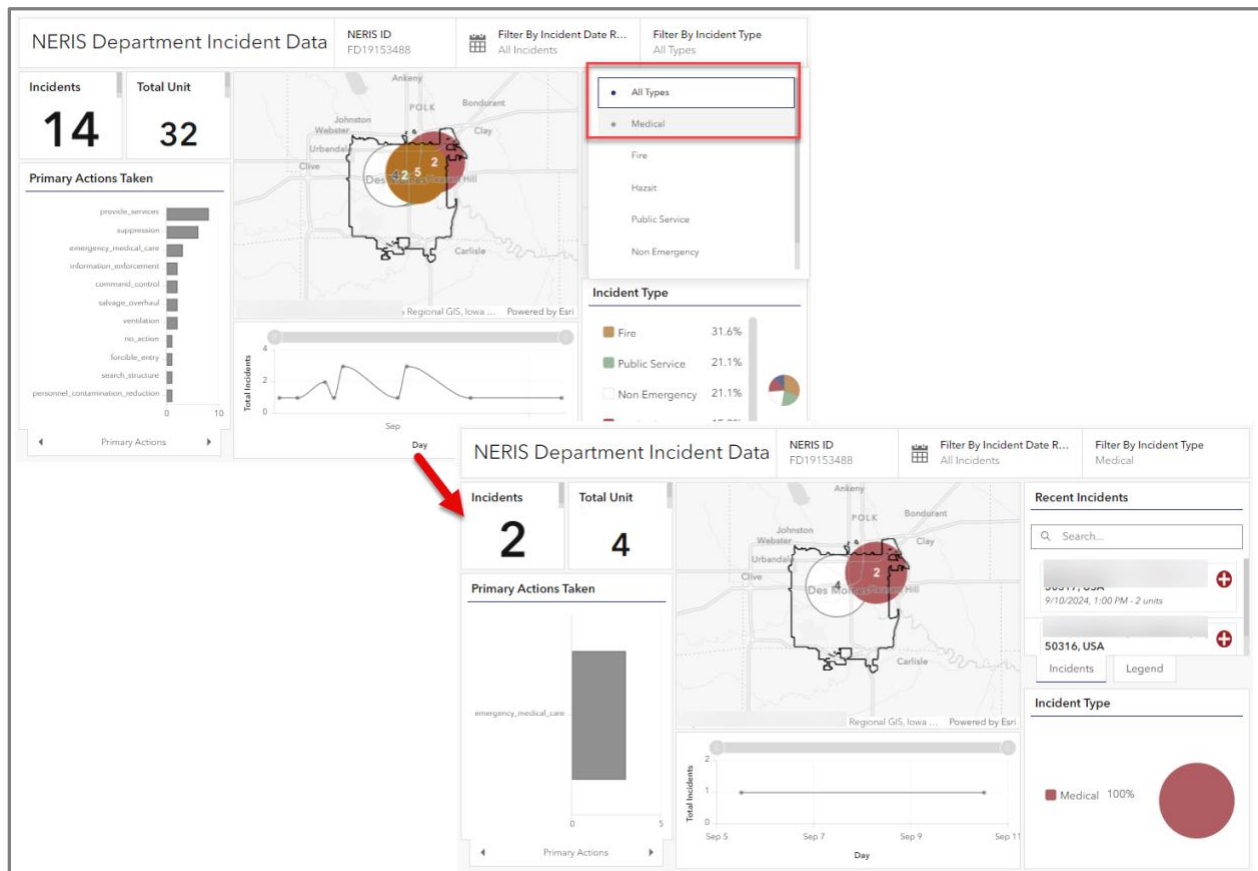 NERIS Department Incident Data
NERIS ID
FD19153488
Filter By Incident Date R...
All Incidents
Filter By Incident Type
All Types
Incidents
14
Total Unit
32
Ankeny
POLK
Bondurant
Johnston
Webster
Clay
Urbandale
Clive
2
2 5
Des Moines
Hill
Carlisle
Regional GIS, Iowa ...
Powered by Esri
All Types
Medical
Fire
Hazsit
Public Service
Non Emergency
Primary Actions Taken
provide_services
suppression
emergency_medical_care
information_enforcement
command_control
salvage_overhaul
ventilation
no_action
forcible_entry
search_structure
personnel_contamination_reduction
0 10
Primary Actions
4
2
0
Total Incidents
Sep
Day
Incident Type
Fire 31.6%
Public Service 21.1%
Non Emergency 21.1%
NERIS Department Incident Data
NERIS ID
FD19153488
Filter By Incident Date R...
All Incidents
Filter By Incident Type
Medical
Incidents
2
Total Unit
4
Primary Actions Taken
emergency_medical_care
0 5
Primary Actions
Ankeny
POLK
Bondurant
Johnston
Webster
Clay
Urbandale
Clive
2
4
Des Moines
Hill
Carlisle
Regional GIS, Iowa ...
Powered by Esri
2
1
0
Total Incidents
Sep 5 Sep 7 Sep 9 Sep 11
Day
Recent Incidents
Search...
9/10/2024, 1:00 PM - 2 units
50316, USA
Incidents
Legend
Incident Type
Medical 100%